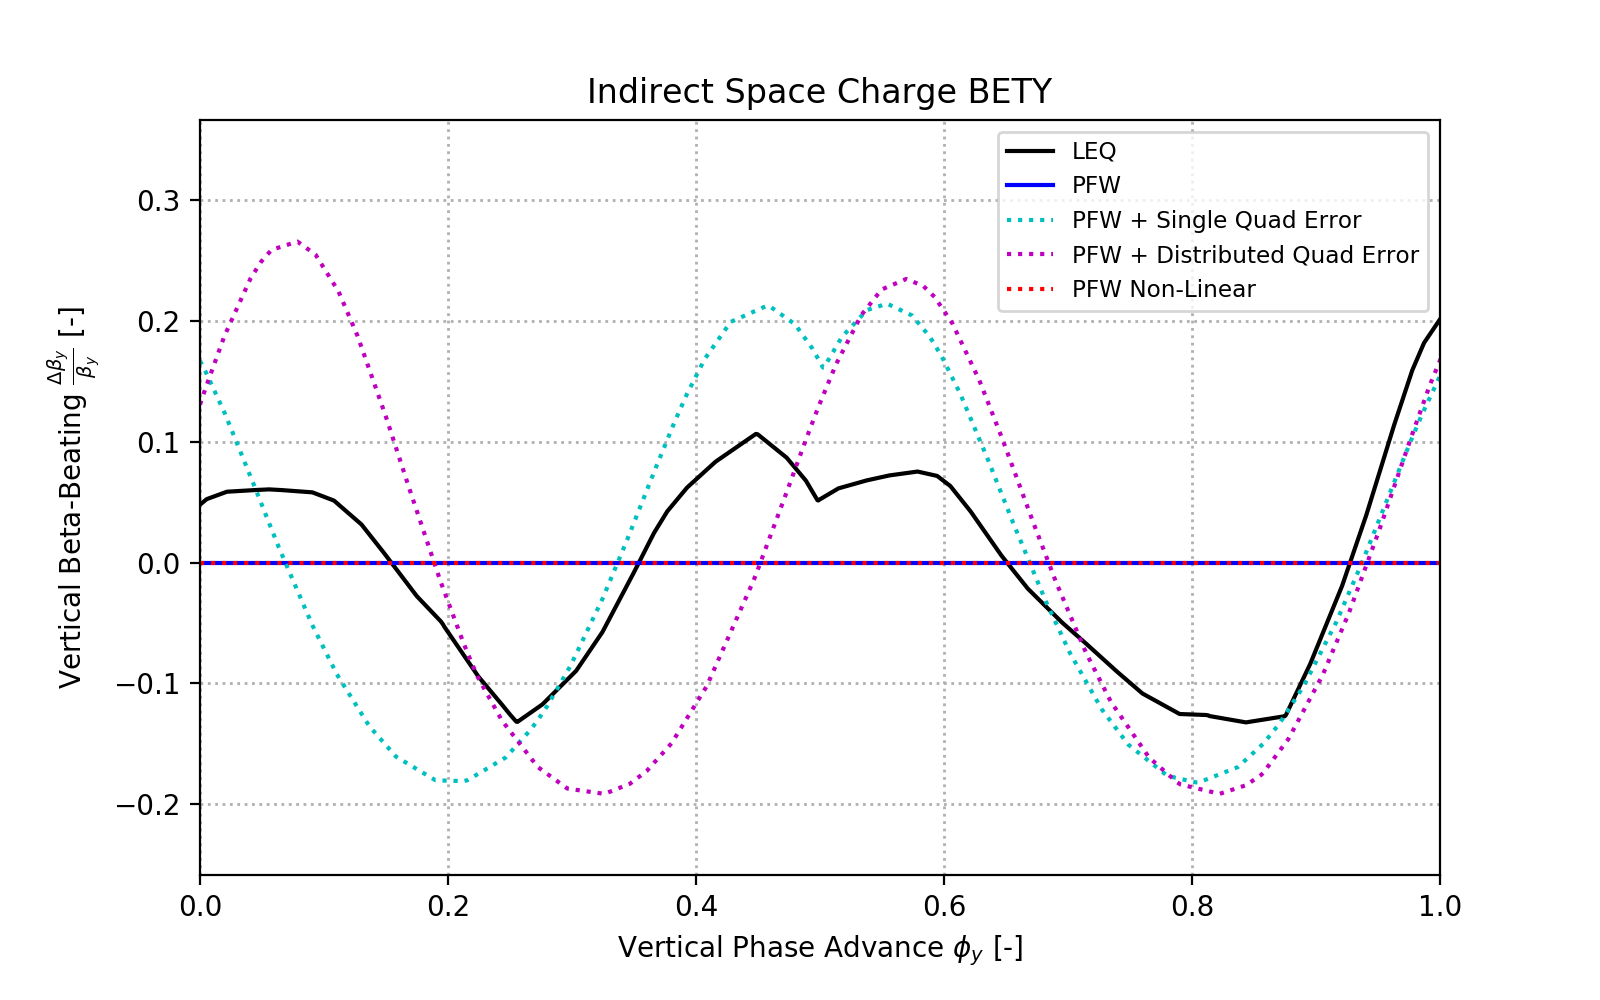 Indirect Space Charge BETY
Vertical Beta-Beating Δβy/βy [-]
0.3
0.2
0.1
0.0
−0.1
−0.2
LEQ
PFW
PFW + Single Quad Error
PFW + Distributed Quad Error
PFW Non-Linear
0.0 0.2 0.4 0.6 0.8 1.0
Vertical Phase Advance ϕy [-]